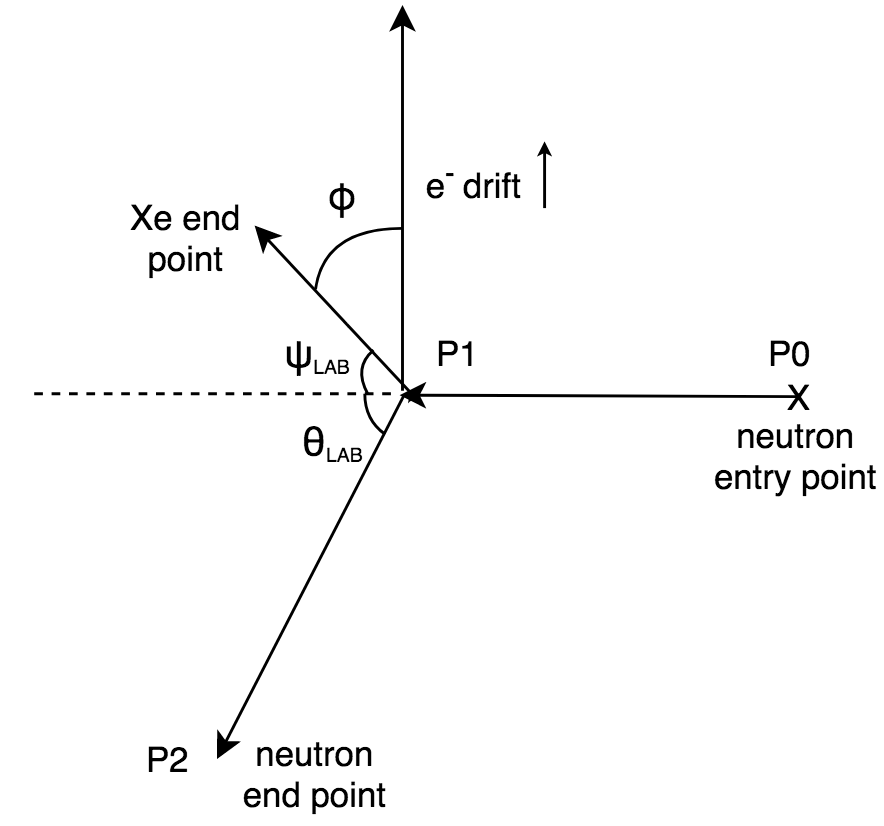 e⁻ drift
ϕ
Xe end
point
ψLAB
P1
P0
X
neutron
entry point
θLAB
P2
neutron
end point